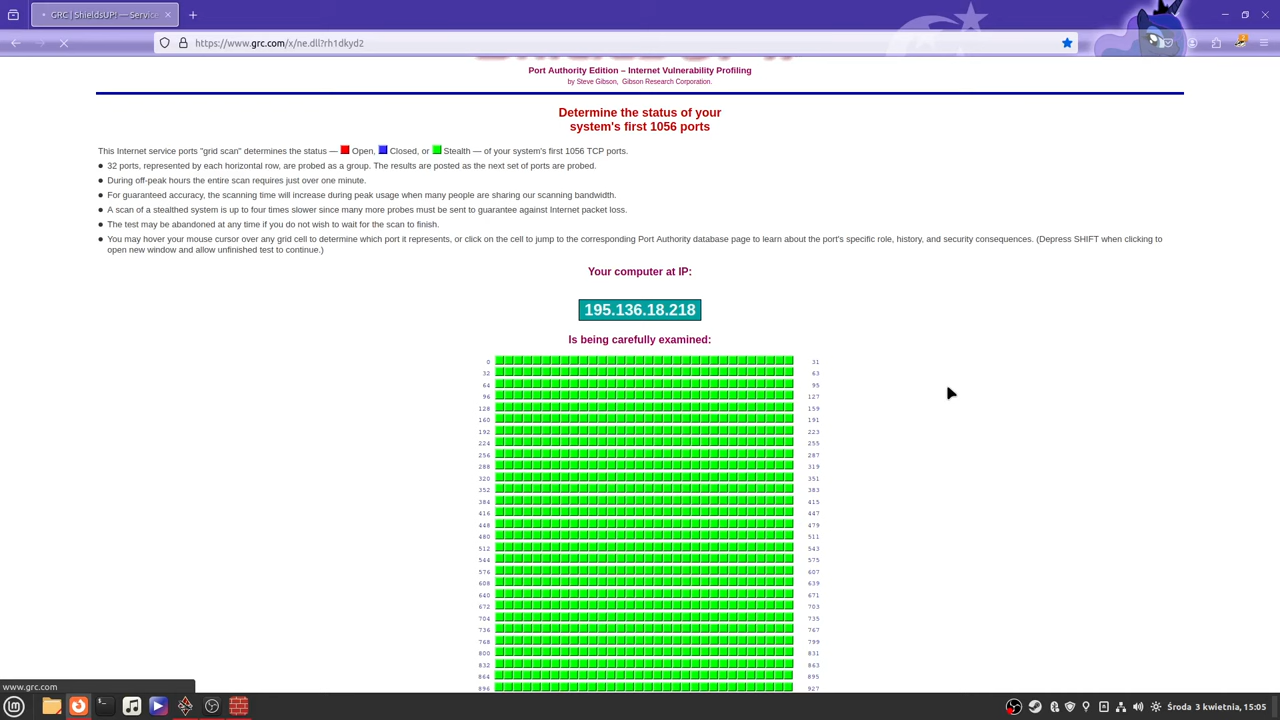 https://www.grc.com/x/ne.dll?rh1dkyd2
Port Authority Edition – Internet Vulnerability Profiling
by Steve Gibson, Gibson Research Corporation.
Determine the status of your
system's first 1056 ports
This Internet service ports "grid scan" determines the status — Open, Closed, or Stealth — of your system's first 1056 TCP ports.
32 ports, represented by each horizontal row, are probed as a group. The results are posted as the next set of ports are probed.
During off-peak hours the entire scan requires just over one minute.
For guaranteed accuracy, the scanning time will increase during peak usage when many people are sharing our scanning bandwidth.
A scan of a stealthed system is up to four times slower since many more probes must be sent to guarantee against Internet packet loss.
The test may be abandoned at any time if you do not wish to wait for the scan to finish.
You may hover your mouse cursor over any grid cell to determine which port it represents, or click on the cell to jump to the corresponding Port Authority database page to learn about the port's specific role, history, and security consequences. (Depress SHIFT when clicking to
open new window and allow unfinished test to continue.)
Your computer at IP:
195.136.18.218
Is being carefully examined:
0 31
32 63
64 95
96 127
128 159
160 191
192 223
224 255
256 287
288 319
320 351
352 383
384 415
416 447
448 479
480 511
512 543
544 575
576 607
608 639
640 671
672 703
704 735
736 767
768 799
800 831
832 863
864 895
896 927
www.grc.com
Środa 3 kwietnia, 15:05